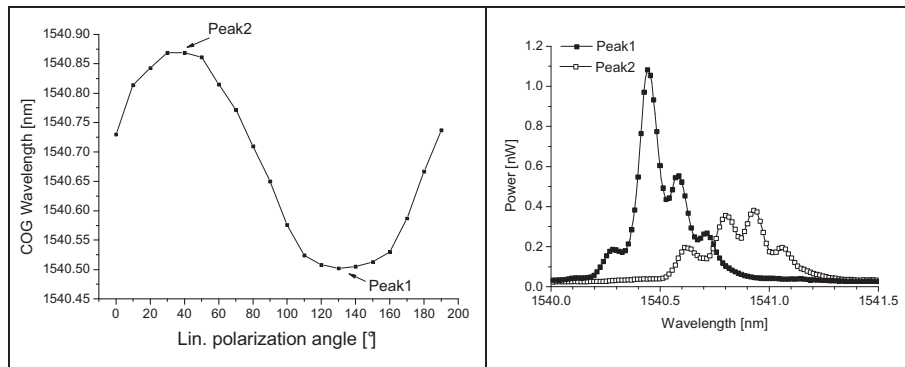 Peak2
Peak1
1540.90
1540.85
1540.80
1540.75
1540.70
1540.65
1540.60
1540.55
1540.50
1540.45
COG Wavelength [nm]
0 20 40 60 80 100 120 140 160 180 200
Lin. polarization angle [°]
Peak1
Peak2
1.2
1.0
0.8
0.6
0.4
0.2
0.0
Power [nW]
1540.0 1540.5 1541.0 1541.5
Wavelength [nm]